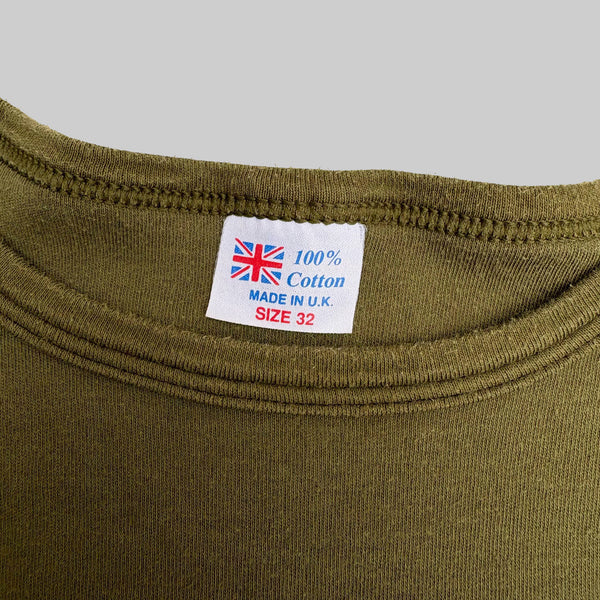 100%
Cotton
MADE IN U.K.
SIZE 32